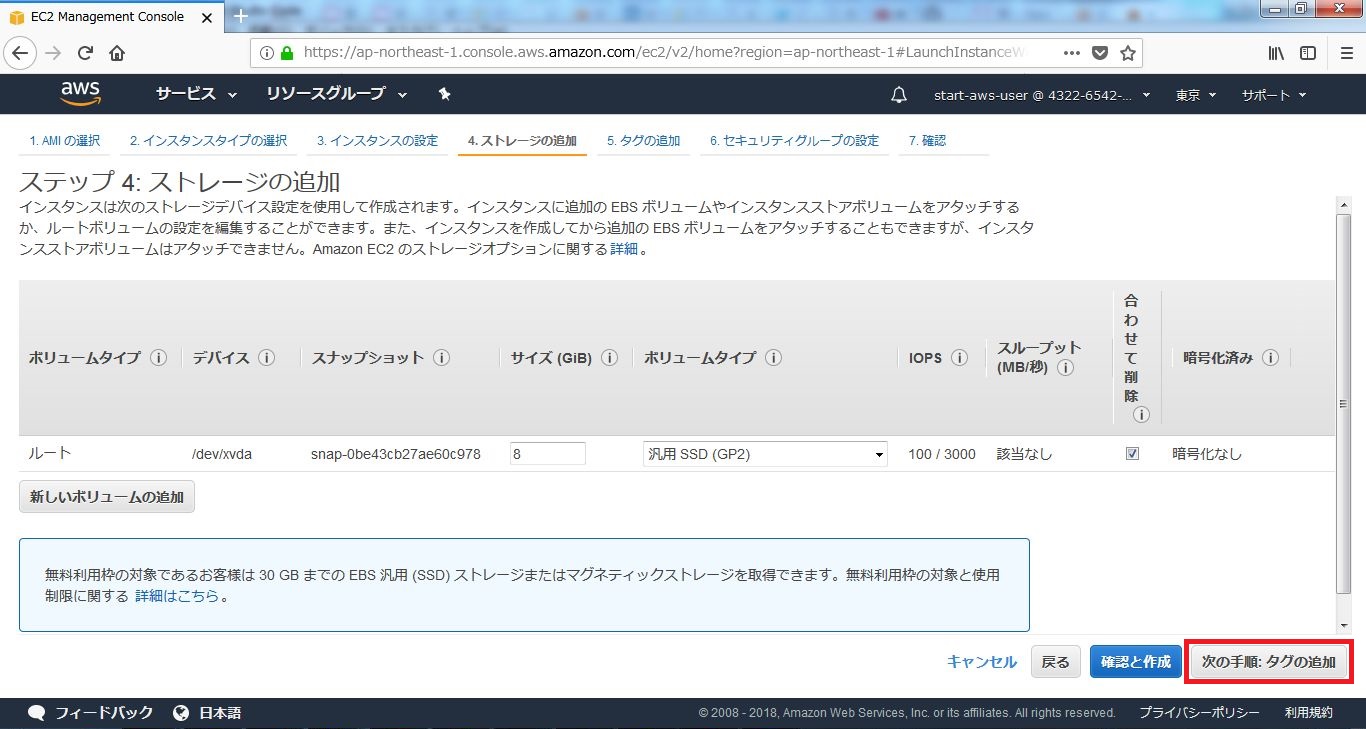 EC2 Management Console
https://ap-northeast-1.console.aws.amazon.com/ec2/v2/home?region=ap-northeast-1#LaunchInstanceW
aws サービス リソースグループ start-aws-user @ 4322-6542-... 東京 サポート
1. AMI の選択 2. インスタンスタイプの選択 3. インスタンスの設定 4. ストレージの追加 5. タグの追加 6. セキュリティグループの設定 7. 確認
ステップ 4: ストレージの追加
インスタンスは次のストレージデバイス設定を使用して作成されます。インスタンスに追加の EBS ボリュームやインスタンスストアボリュームをアタッチする
か、ルートボリュームの設定を編集することができます。また、インスタンスを作成してから追加の EBS ボリュームをアタッチすることもできますが、インスタ
ンスストアボリュームはアタッチできません。Amazon EC2 のストレージオプションに関する 詳細 。
ボリュームタイプ デバイス スナップショット サイズ (GiB) ボリュームタイプ IOPS スループット (MB/秒) 合わせて削除 暗号化済み
ルート /dev/xvda snap-0be43cb27ae60c978 8 汎用 SSD (GP2) 100 / 3000 該当なし 暗号化なし
新しいボリュームの追加
無料利用枠の対象であるお客様は 30 GB までの EBS 汎用 (SSD) ストレージまたはマグネティックストレージを取得できます。無料利用枠の対象と使用
制限に関する 詳細はこちら 。
キャンセル 戻る 確認と作成 次の手順: タグの追加
フィードバック 日本語 © 2008 - 2018, Amazon Web Services, Inc. or its affiliates. All rights reserved. プライバシーポリシー 利用規約